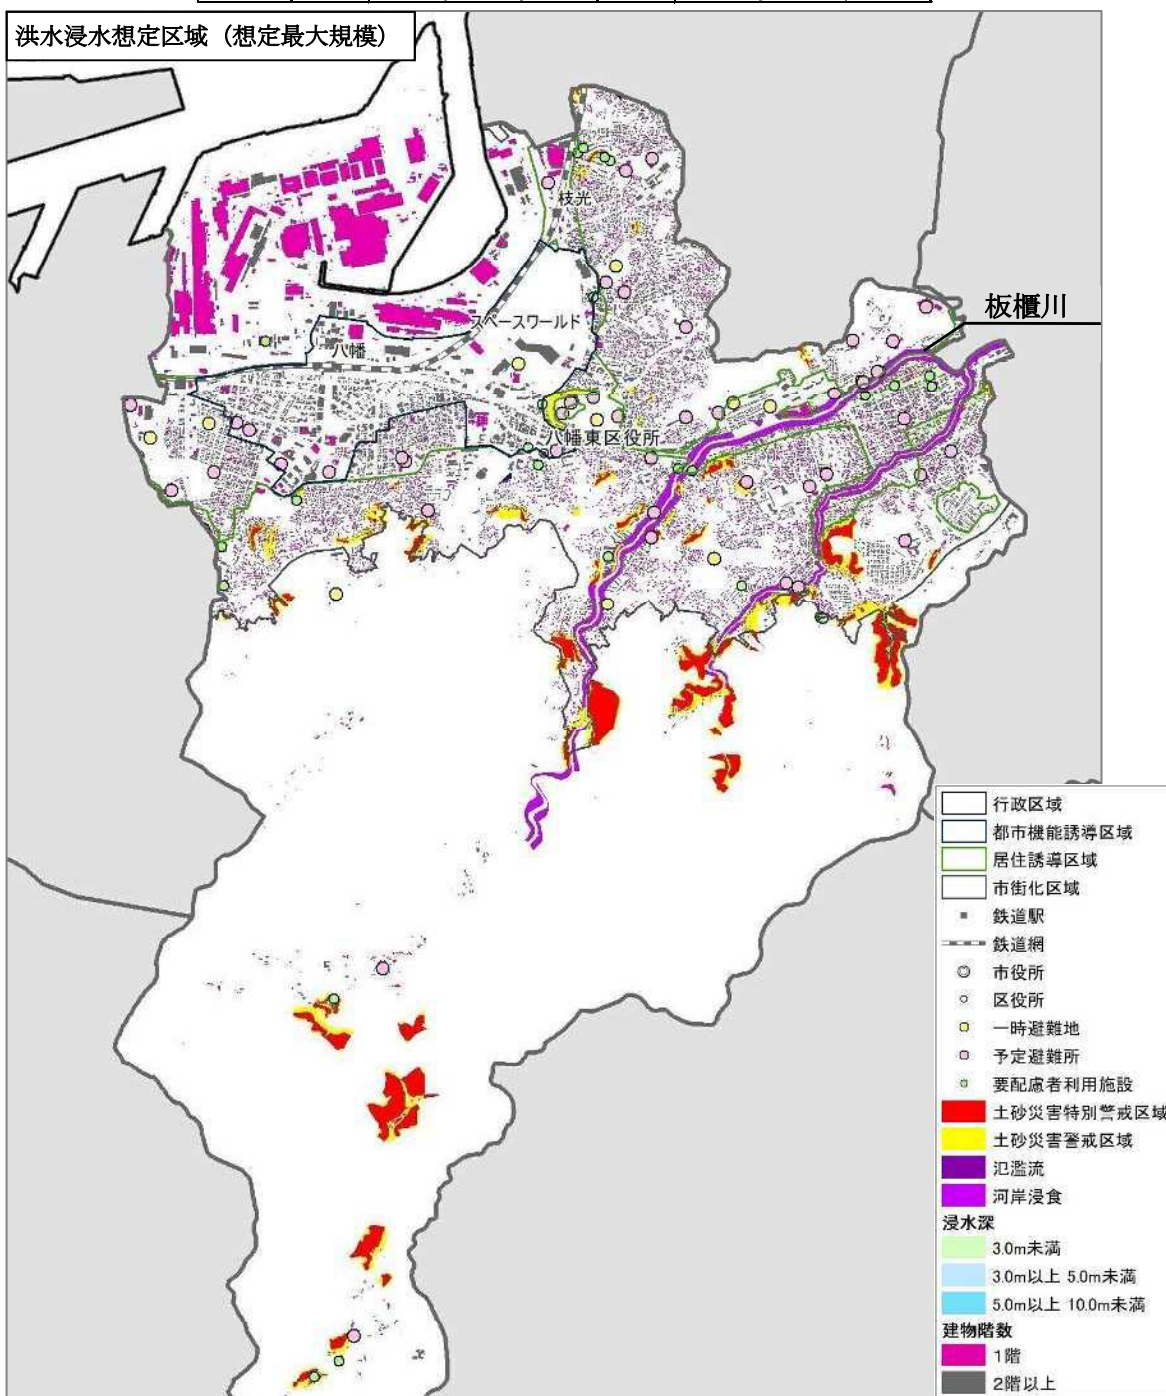 洪水浸水想定区域（想定最大規模）
枝光
板櫃川
スペースワールド
八幡
八幡東区役所
行政区域
都市機能誘導区域
居住誘導区域
市街化区域
鉄道駅
鉄道網
市役所
区役所
一時避難地
予定避難所
要配慮者利用施設
土砂災害特別警戒区域
土砂災害警戒区域
氾濫流
河岸浸食
浸水深
3.0m未満
3.0m以上 5.0m未満
5.0m以上 10.0m未満
建物階数
1階
2階以上